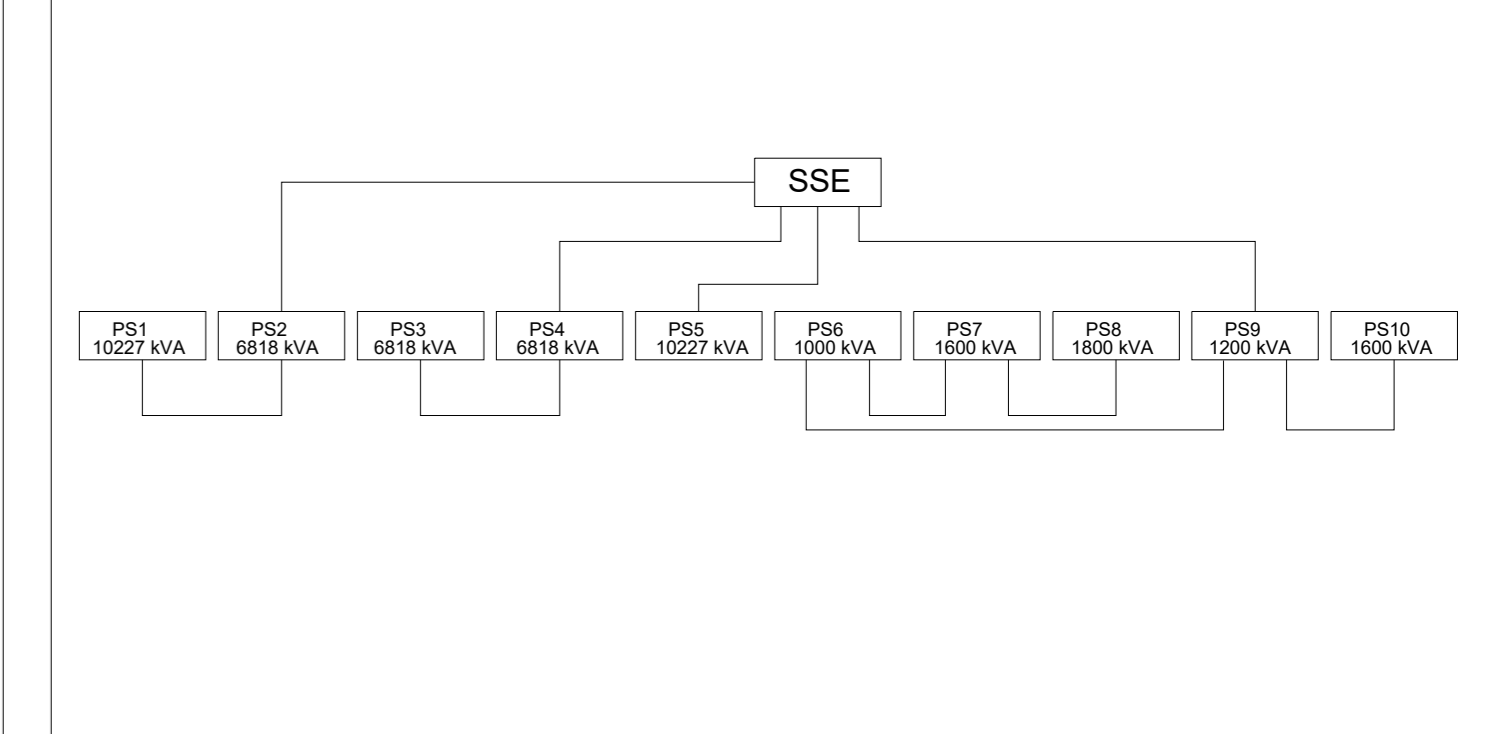 SSE
PS1
10227 kVA
PS2
6818 kVA
PS3
6818 kVA
PS4
6818 kVA
PS5
10227 kVA
PS6
1000 kVA
PS7
1600 kVA
PS8
1800 kVA
PS9
1200 kVA
PS10
1600 kVA